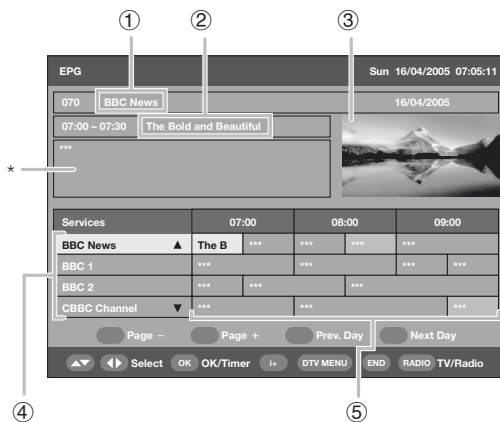 ① ② ③
EPG Sun 16/04/2005 07:05:11
070 BBC News 16/04/2005
07:00 – 07:30 The Bold and Beautiful
***
*
Services 07:00 08:00 09:00
BBC News ▲ The B *** *** *** ***
BBC 1 *** *** *** ***
BBC 2 *** *** ***
CBBC Channel ▼ *** *** ***
Page – Page + Prev. Day Next Day
Select OK OK/Timer i+ DTV MENU END RADIO TV/Radio
④ ⑤